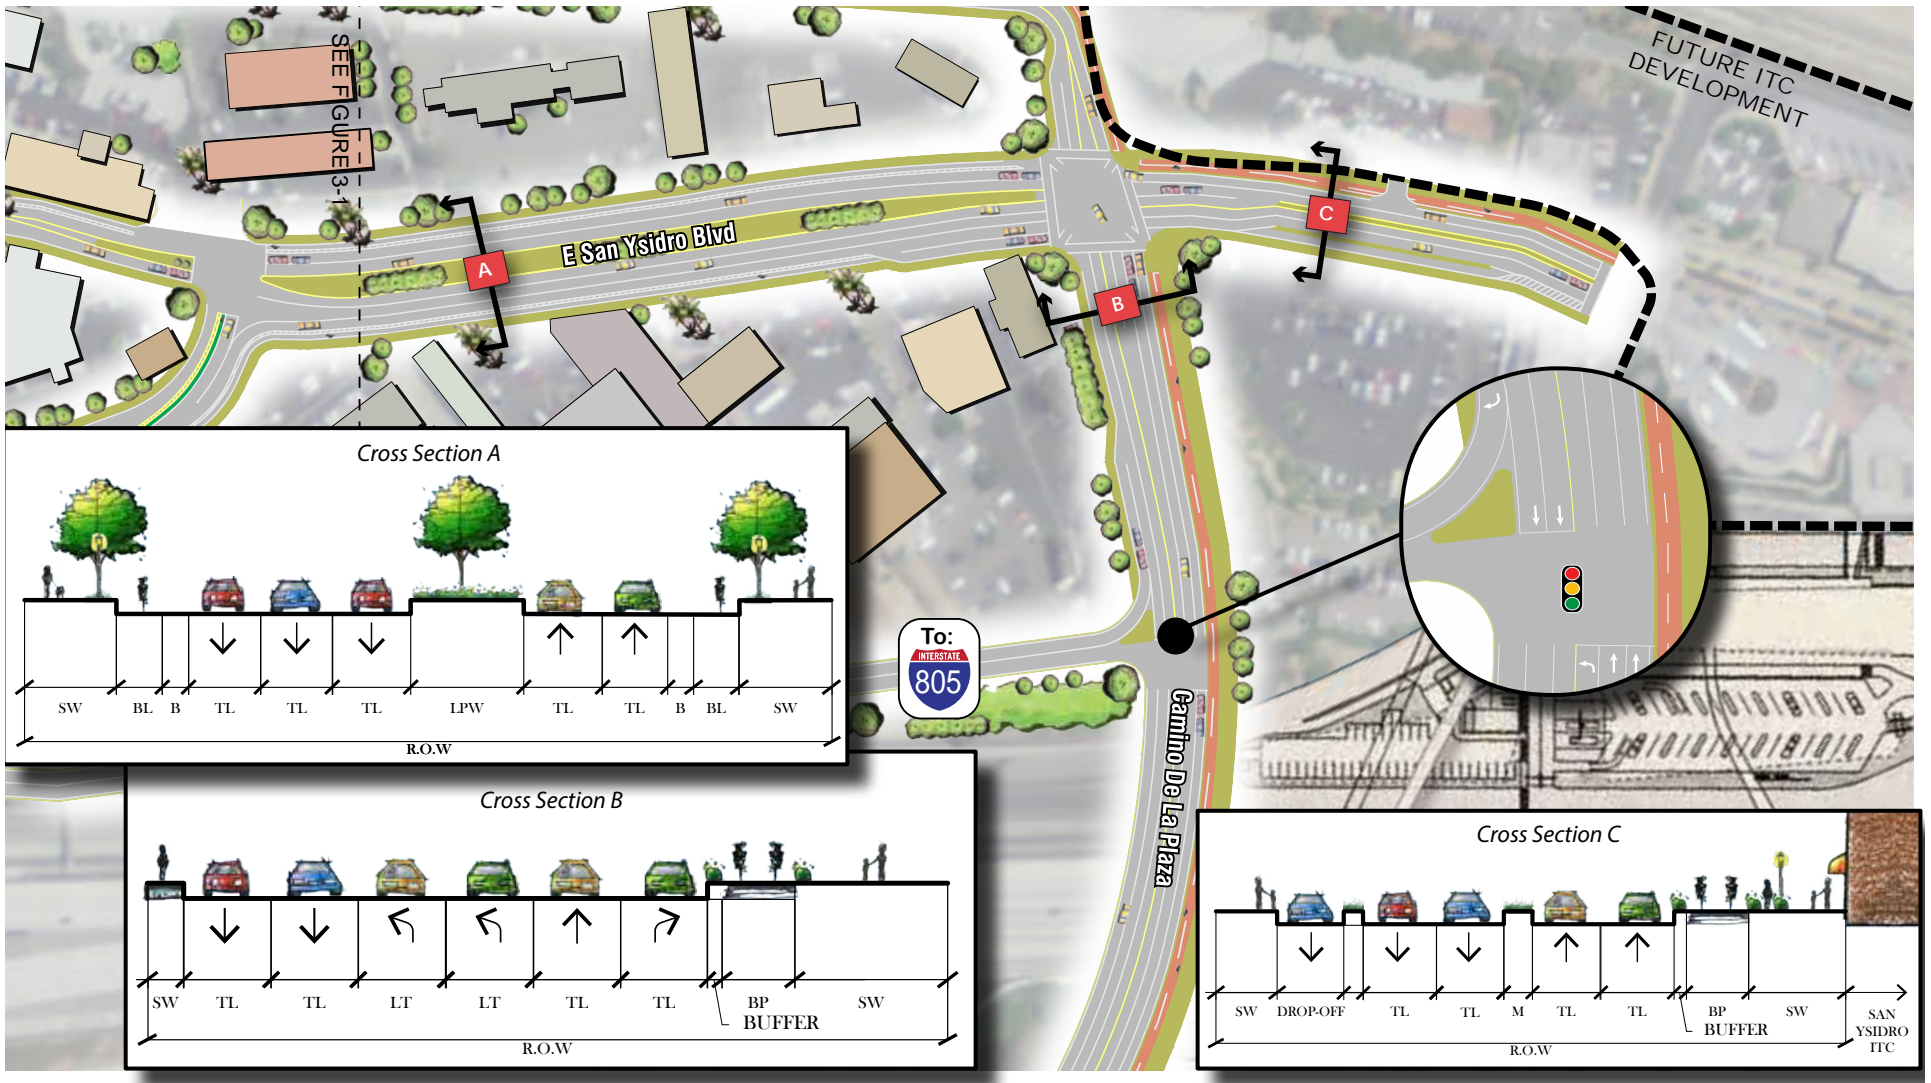 SEE FIGURE3-1
FUTURE ITC
DEVELOPMENT
E San Ysidro Blvd
A
B
C
To:
INTERSTATE
805
Camino De La Plaza
Cross Section A
SW BL B TL TL TL LPW TL TL B BL SW
R.O.W
Cross Section B
SW TL TL LT LT TL TL BP SW
BUFFER
R.O.W
Cross Section C
SW DROP-OFF TL TL M TL TL BP SW SAN
YSIDRO
ITC
BUFFER
R.O.W